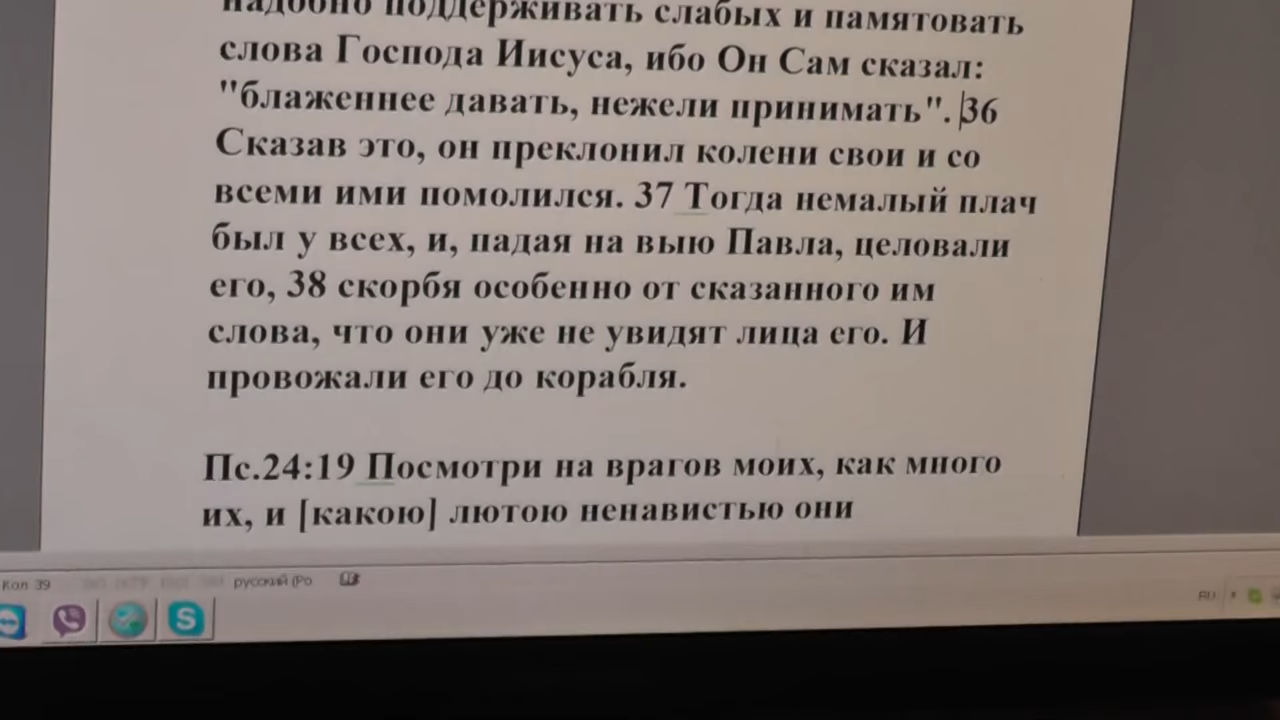 надобно поддерживать слабых и памятовать
слова Господа Иисуса, ибо Он Сам сказал:
"блаженнее давать, нежели принимать". 36
Сказав это, он преклонил колени свои и со
всеми ими помолился. 37 Тогда немалый плач
был у всех, и, падая на выю Павла, целовали
его, 38 скорбя особенно от сказанного им
слова, что они уже не увидят лица его. И
провожали его до корабля.
Пс.24:19 Посмотри на врагов моих, как много
их, и [какою] лютою ненавистью они
Кол 39 русский (Ро
RU